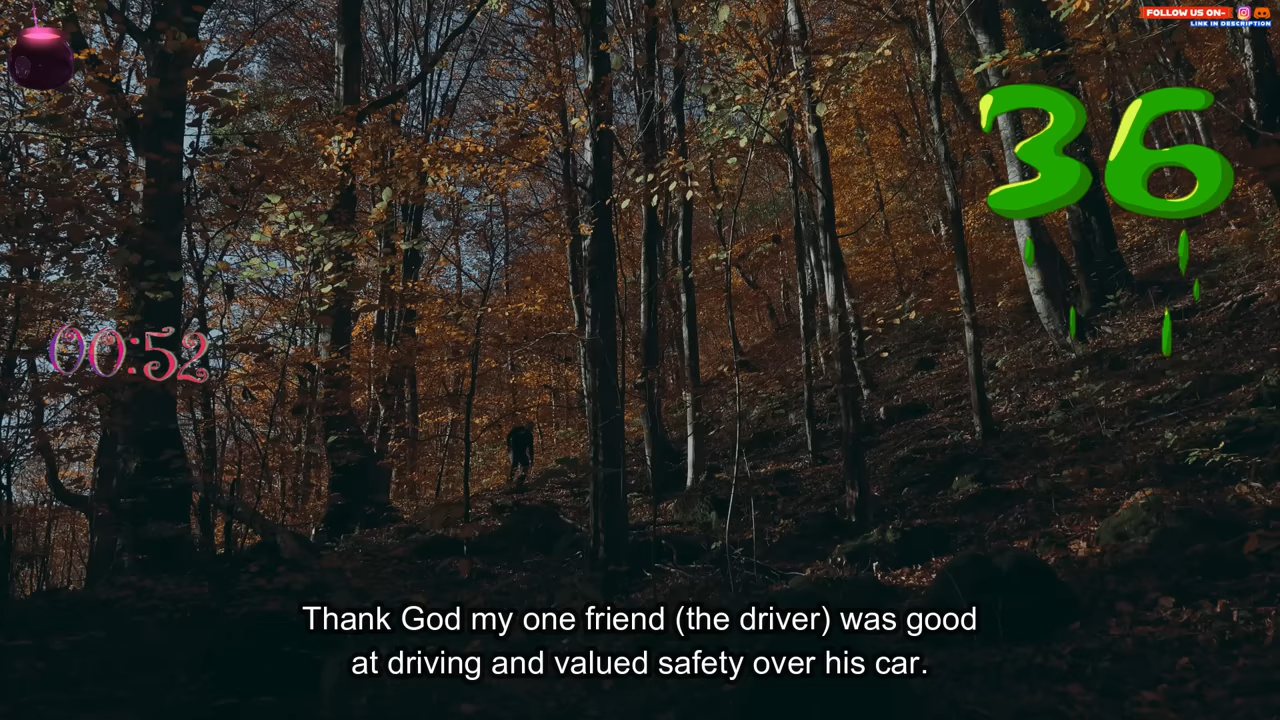 FOLLOW US ON-
LINK IN DESCRIPTION
36
00:52
Thank God my one friend (the driver) was good
at driving and valued safety over his car.